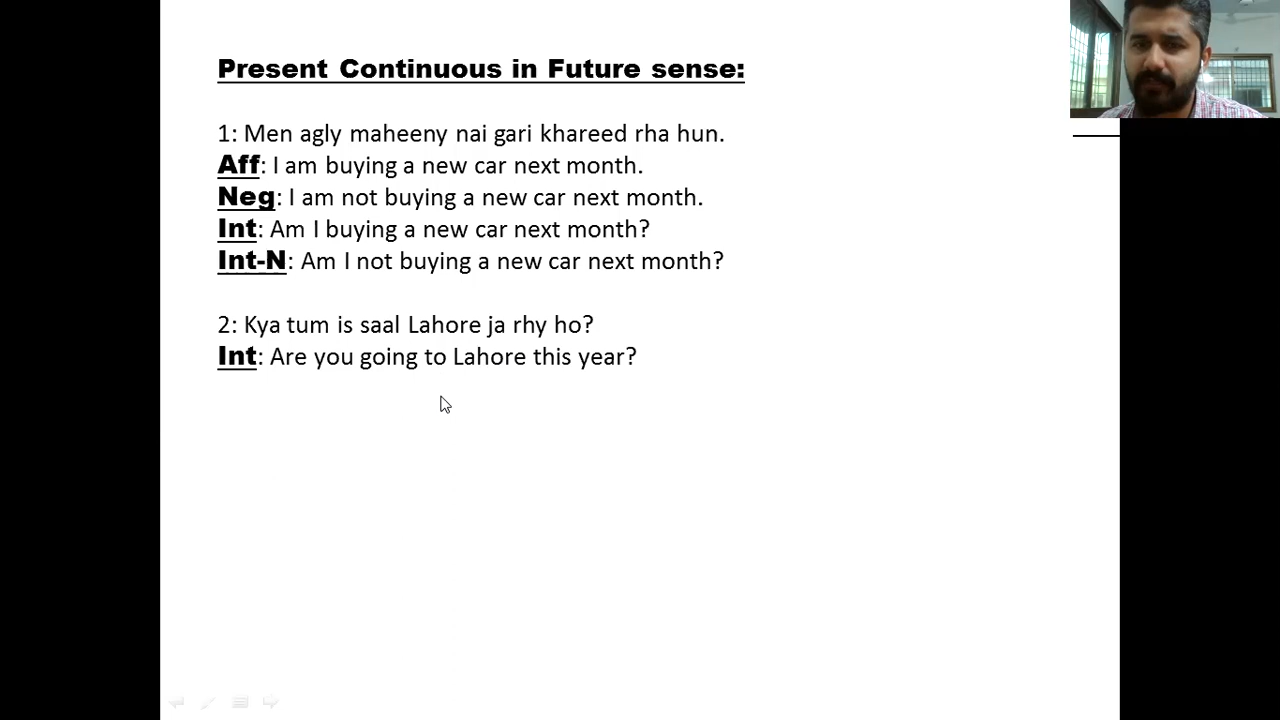 Present Continuous in Future sense:
1: Men agly maheeny nai gari khareed rha hun.
Aff: I am buying a new car next month.
Neg: I am not buying a new car next month.
Int: Am I buying a new car next month?
Int-N: Am I not buying a new car next month?
2: Kya tum is saal Lahore ja rhy ho?
Int: Are you going to Lahore this year?